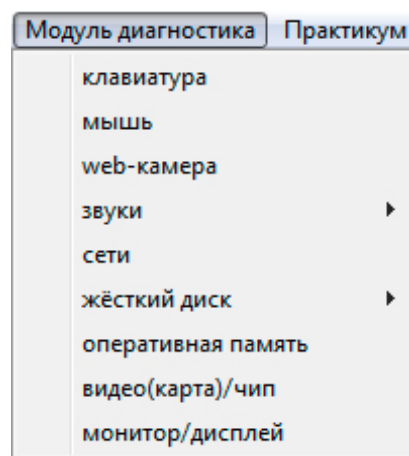 Модуль диагностика Практикум
клавиатура
мышь
web-камера
звуки
сети
жёсткий диск
оперативная память
видео(карта)/чип
монитор/дисплей